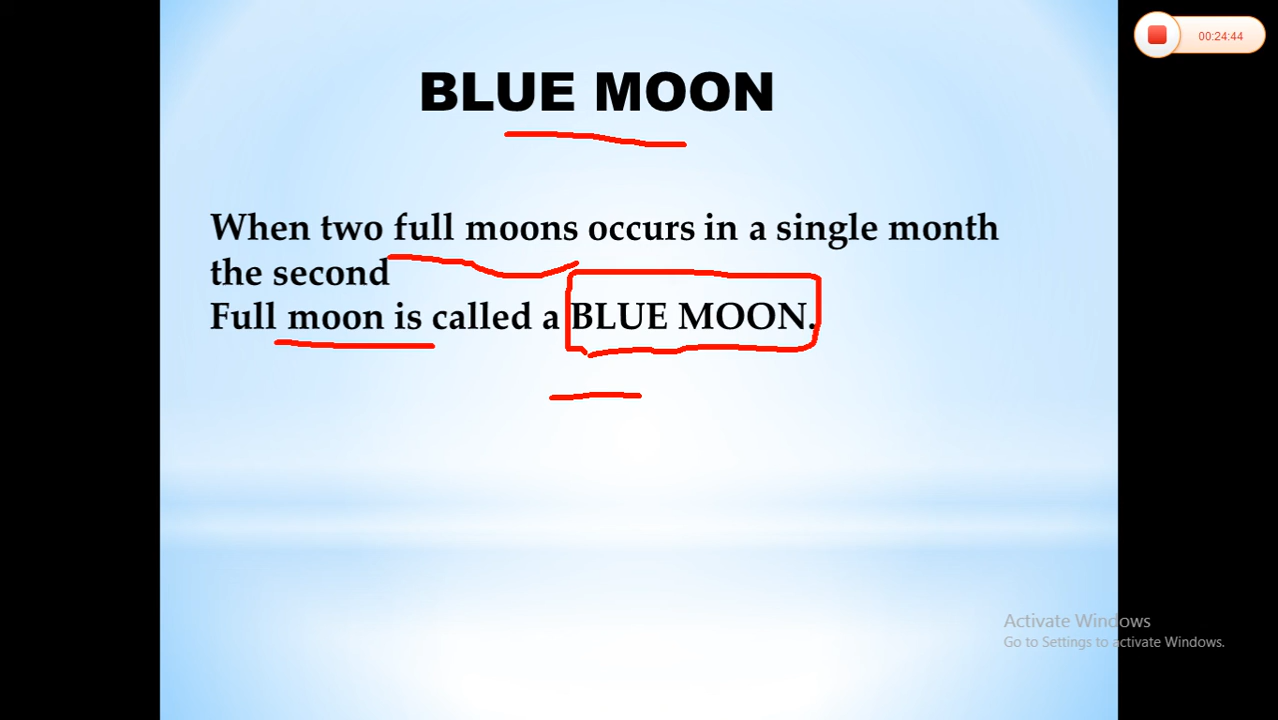 00:24:44
BLUE MOON
When two full moons occurs in a single month
the second
Full moon is called a BLUE MOON.
Activate Windows
Go to Settings to activate Windows.